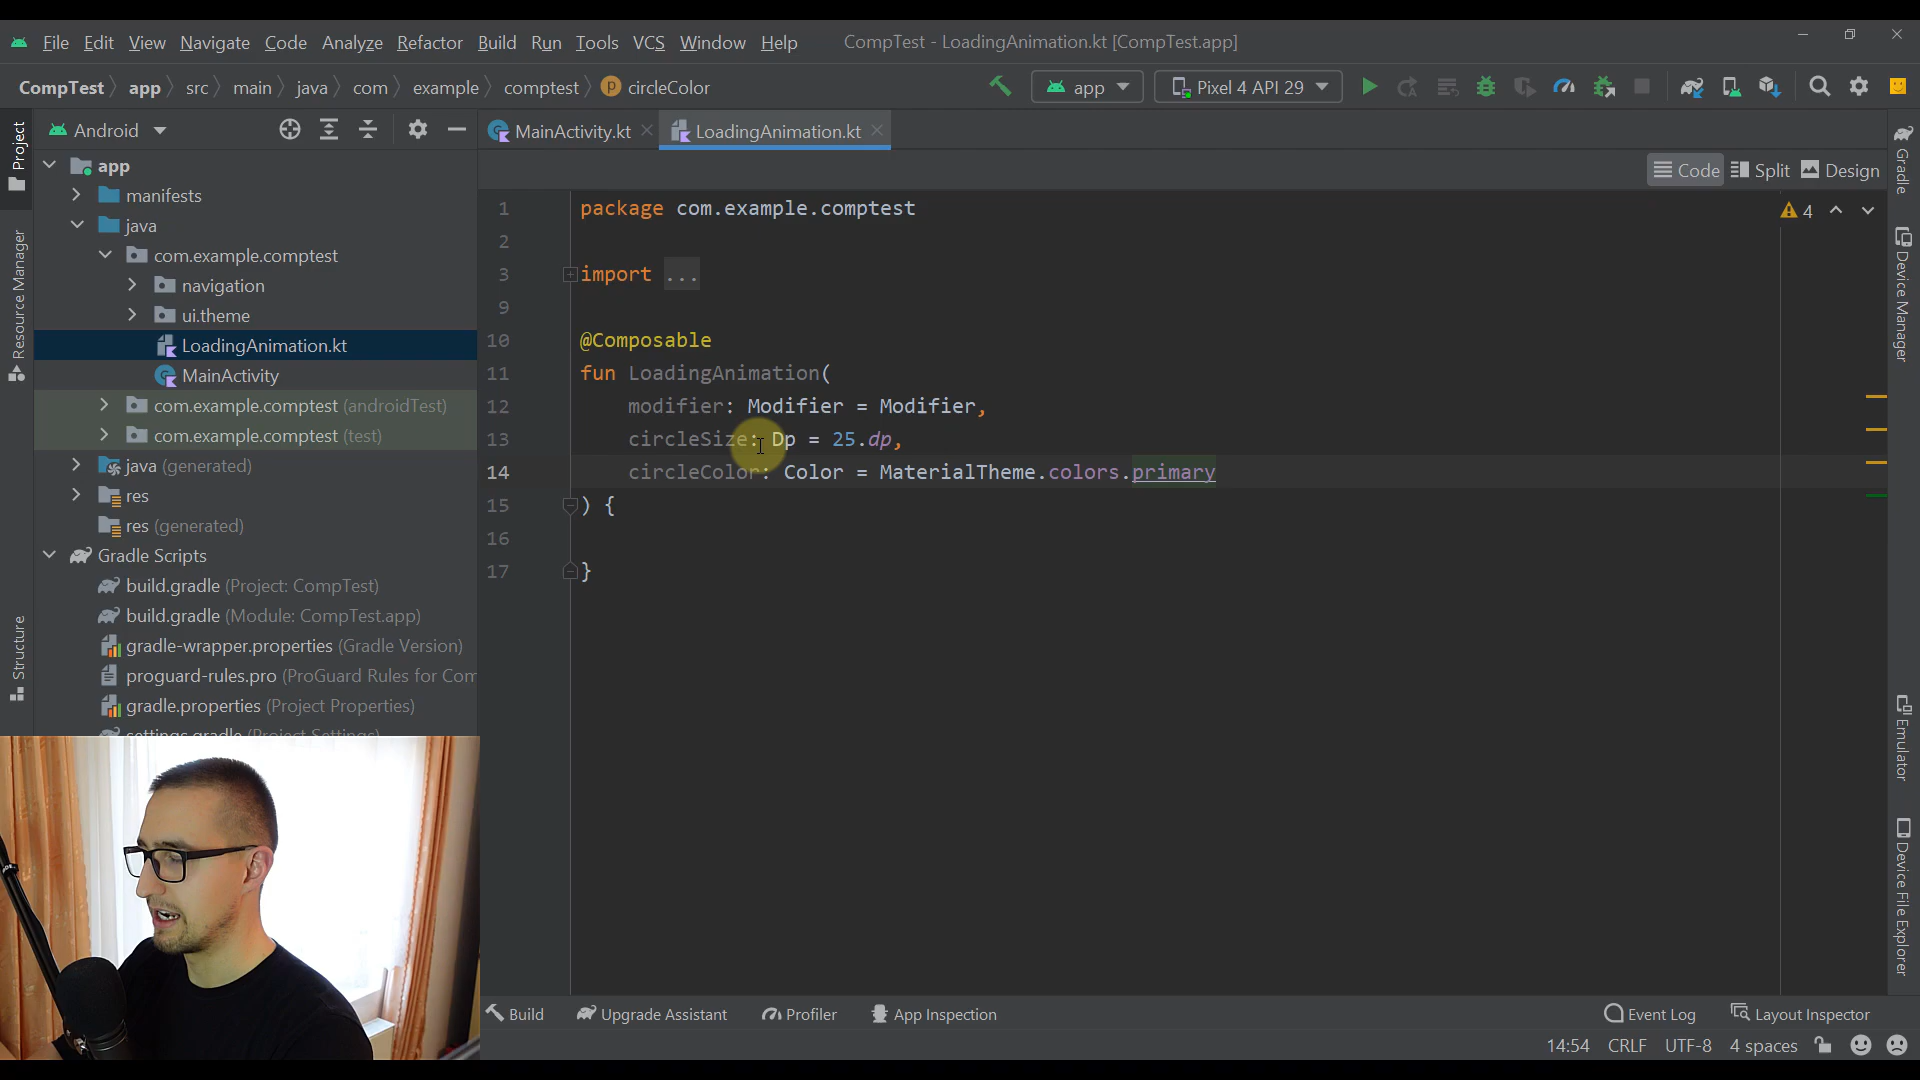 File Edit View Navigate Code Analyze Refactor Build Run Tools VCS Window Help CompTest - LoadingAnimation.kt [CompTest.app]
CompTest app src main java com example comptest circleColor app Pixel 4 API 29
Project
Android
MainActivity.kt LoadingAnimation.kt
Code Split Design
app
manifests
java
com.example.comptest
navigation
ui.theme
LoadingAnimation.kt
MainActivity
com.example.comptest (androidTest)
com.example.comptest (test)
java (generated)
res
res (generated)
Gradle Scripts
build.gradle (Project: CompTest)
build.gradle (Module: CompTest.app)
gradle-wrapper.properties (Gradle Version)
proguard-rules.pro (ProGuard Rules for Com
gradle.properties (Project Properties)
settings.gradle (Project Settings)
Resource Manager
Structure
1 package com.example.comptest
2
3 import ...
9
10 @Composable
11 fun LoadingAnimation(
12 modifier: Modifier = Modifier,
13 circleSize: Dp = 25.dp,
14 circleColor: Color = MaterialTheme.colors.primary
15 ) {
16
17 }
4
Gradle
Device Manager
Emulator
Device File Explorer
Build Upgrade Assistant Profiler App Inspection Event Log Layout Inspector
14:54 CRLF UTF-8 4 spaces